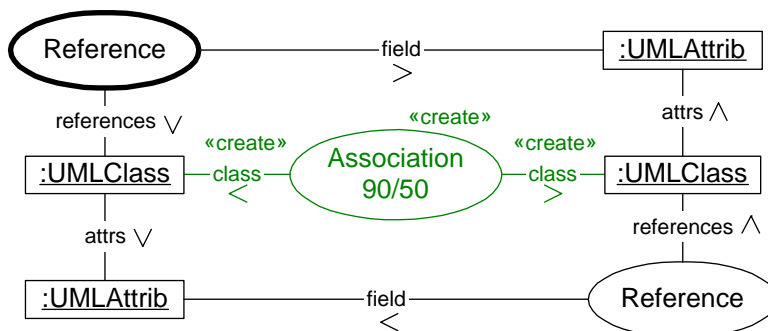 Reference
field
>
:UMLAttrib
references ∨
attrs ∧
«create»
«create»
«create»
:UMLClass
class
<
Association
90/50
class
>
:UMLClass
attrs ∨
references ∧
:UMLAttrib
field
<
Reference